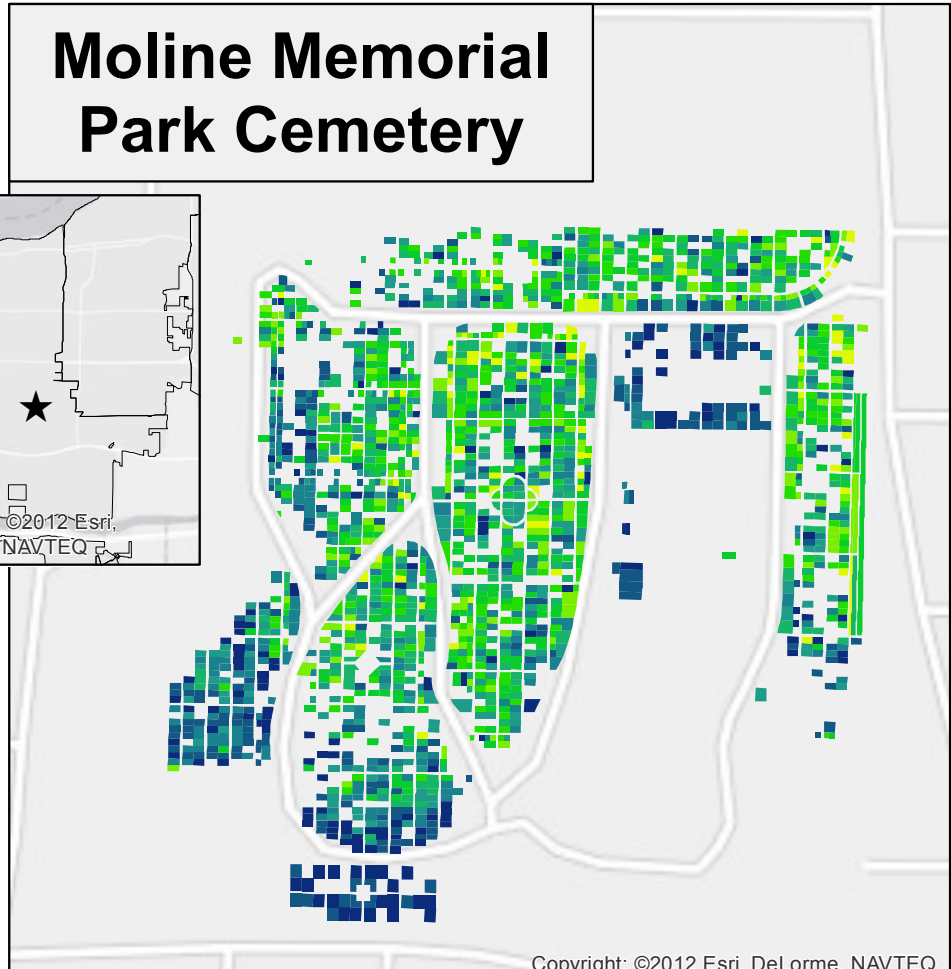 Moline Memorial
Park Cemetery
©2012 Esri,
NAVTEQ
Copyright: ©2012 Esri, DeLorme, NAVTEQ